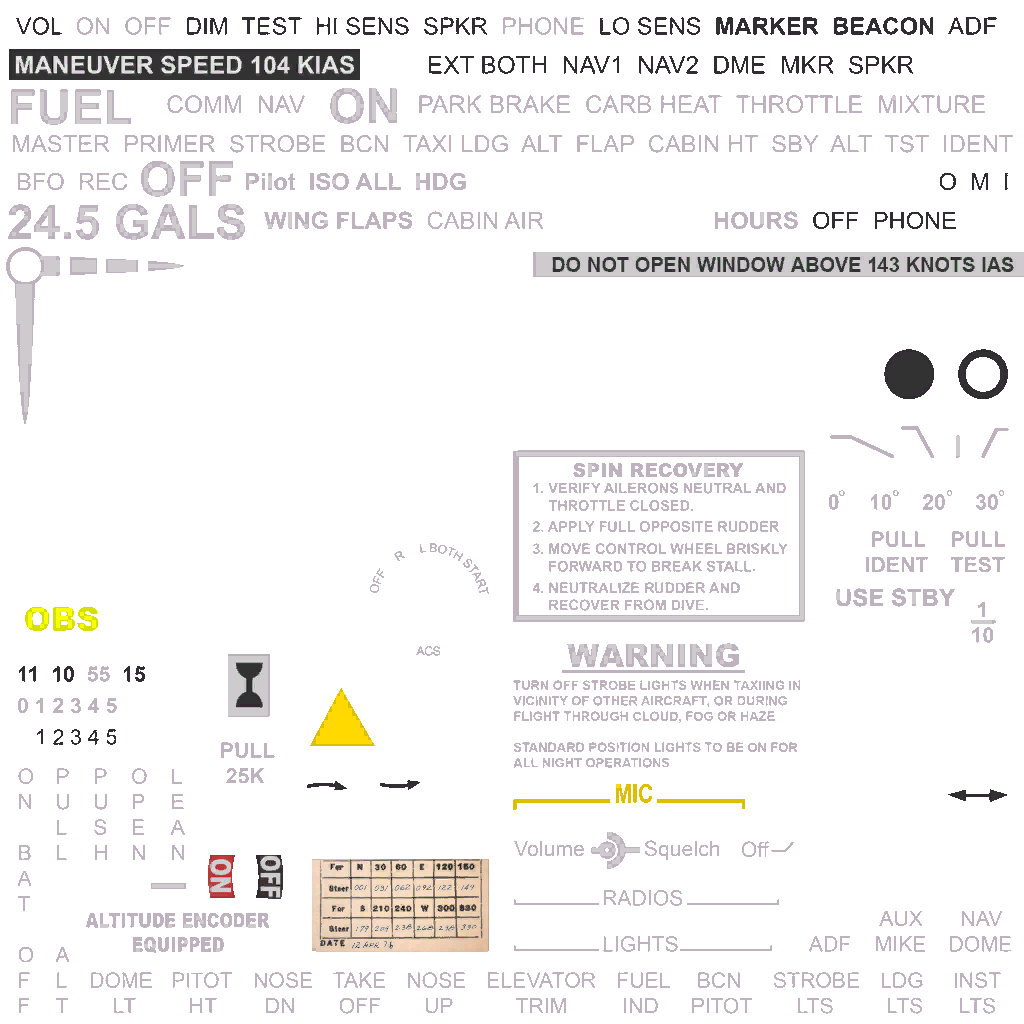 VOL ON OFF DIM TEST HI SENS SPKR PHONE LO SENS MARKER BEACON ADF
MANEUVER SPEED 104 KIAS EXT BOTH NAV1 NAV2 DME MKR SPKR
FUEL COMM NAV ON PARK BRAKE CARB HEAT THROTTLE MIXTURE
MASTER PRIMER STROBE BCN TAXI LDG ALT FLAP CABIN HT SBY ALT TST IDENT
BFO REC OFF Pilot ISO ALL HDG O M I
24.5 GALS WING FLAPS CABIN AIR HOURS OFF PHONE
DO NOT OPEN WINDOW ABOVE 143 KNOTS IAS
SPIN RECOVERY
1. VERIFY AILERONS NEUTRAL AND
THROTTLE CLOSED.
2. APPLY FULL OPPOSITE RUDDER
3. MOVE CONTROL WHEEL BRISKLY
FORWARD TO BREAK STALL.
4. NEUTRALIZE RUDDER AND
RECOVER FROM DIVE.
0° 10° 20° 30°
PULL PULL
IDENT TEST
USE STBY 1
10
OFF R L BOTH START
ACS
OBS
11 10 55 15
0 1 2 3 4 5
1 2 3 4 5
PULL
25K
WARNING
TURN OFF STROBE LIGHTS WHEN TAXIING IN
VICINITY OF OTHER AIRCRAFT, OR DURING
FLIGHT THROUGH CLOUD, FOG OR HAZE
STANDARD POSITION LIGHTS TO BE ON FOR
ALL NIGHT OPERATIONS
MIC
Volume Squelch Off
RADIOS
LIGHTS
ON BAT OFF
PULL ALT
PUSH
OPEN
LEAN
ON OFF
ALTITUDE ENCODER
EQUIPPED
For N 30 60 E 120 150
Steer 001 031 062 092 122 149
For S 210 240 W 300 330
Steer 179 209 238 268 298 330
DATE 12 APR 76
AUX NAV
ADF MIKE DOME
DOME PITOT NOSE TAKE NOSE ELEVATOR FUEL BCN STROBE LDG INST
LT HT DN OFF UP TRIM IND PITOT LTS LTS LTS